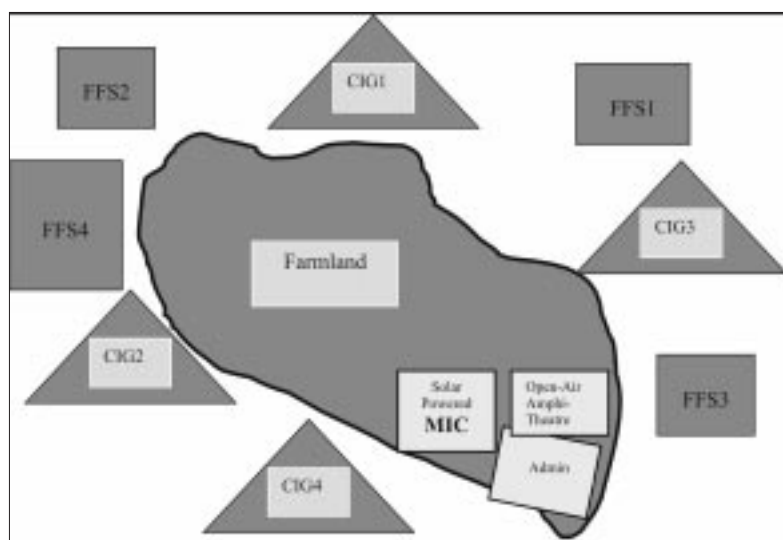 CIG1
FFS2
FFS1
FFS4
CIG3
Farmland
CIG2
Solar
Powered
MIC
Open-Air
Amphi-
Theatre
FFS3
Admin
CIG4